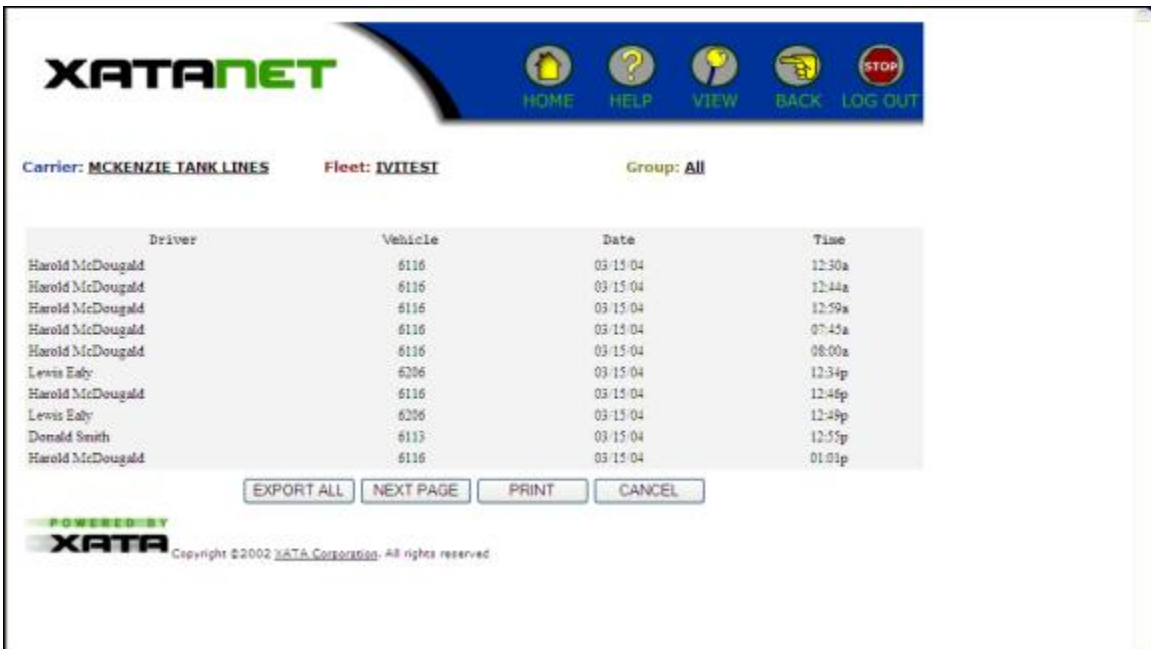 XATANET
HOME HELP VIEW BACK STOP LOG OUT
Carrier: MCKENZIE TANK LINES Fleet: IVITEST Group: All
Driver Vehicle Date Time
Harold McDougald 6116 03/15/04 12:30a
Harold McDougald 6116 03/15/04 12:44a
Harold McDougald 6116 03/15/04 12:59a
Harold McDougald 6116 03/15/04 07:45a
Harold McDougald 6116 03/15/04 08:00a
Lewis Ealy 6206 03/15/04 12:34p
Harold McDougald 6116 03/15/04 12:46p
Lewis Ealy 6206 03/15/04 12:49p
Donald Smith 6113 03/15/04 12:55p
Harold McDougald 6116 03/15/04 01:01p
EXPORT ALL NEXT PAGE PRINT CANCEL
POWERED BY
XATA Copyright ©2002 XATA Corporation. All rights reserved